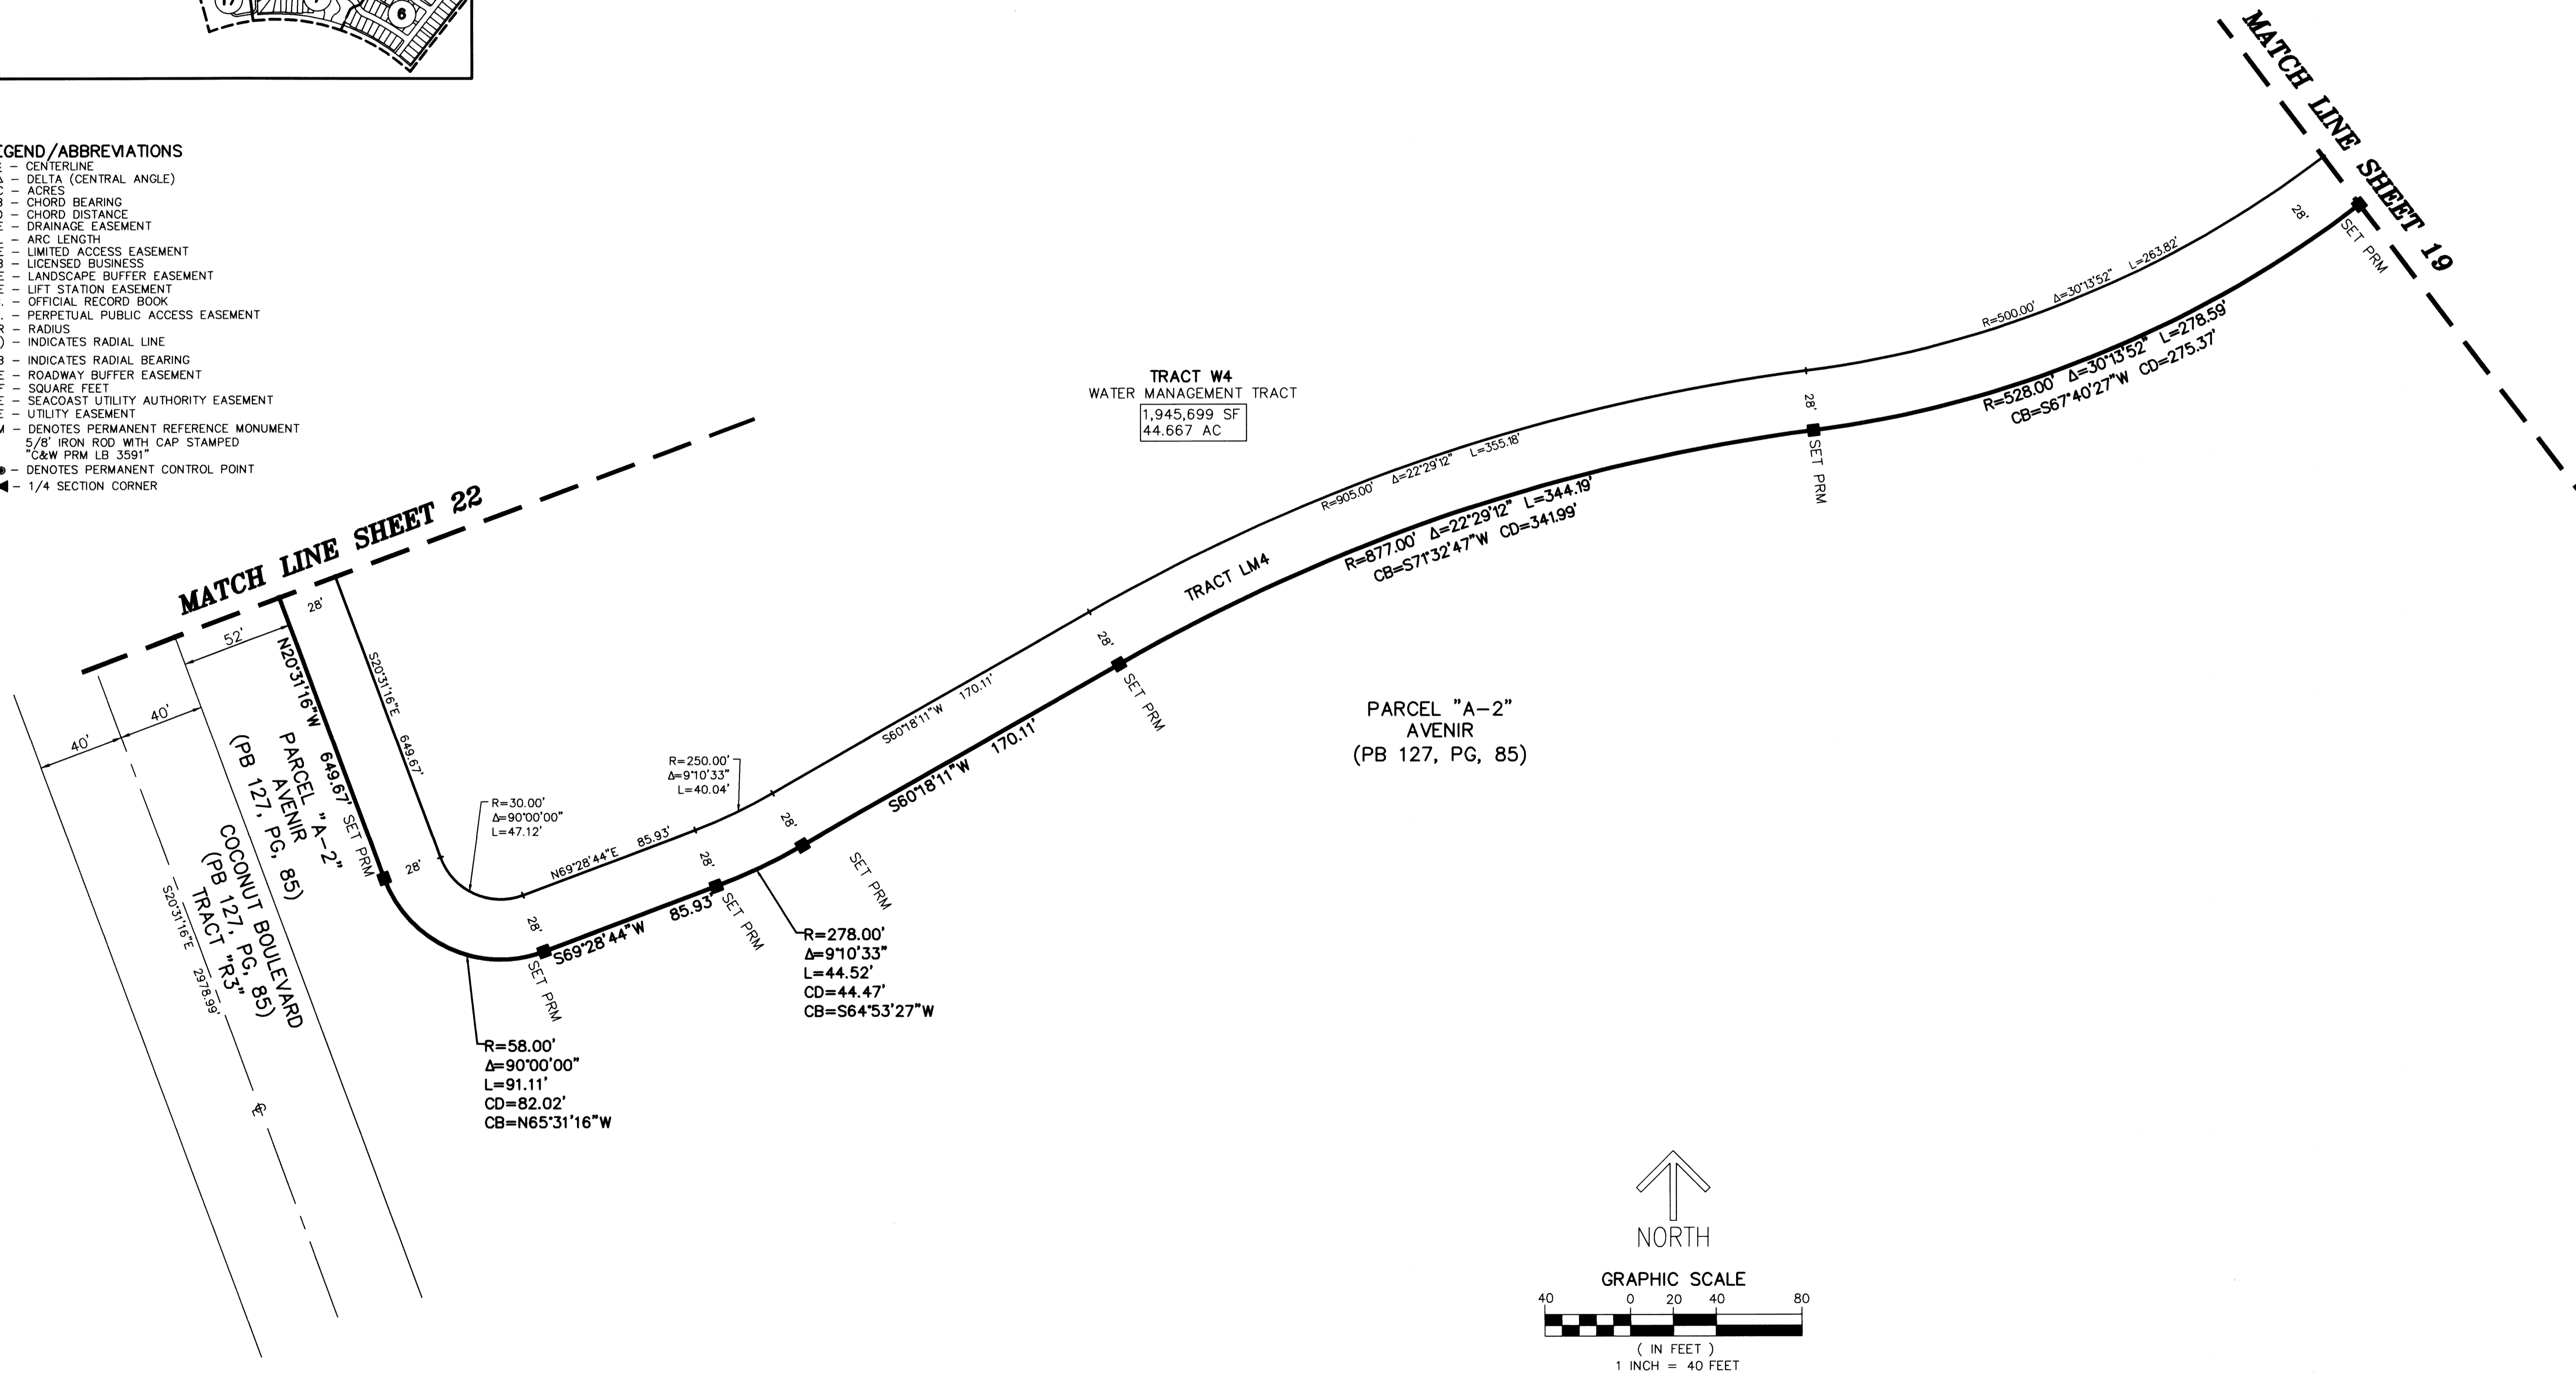 17
7
6
MATCH LINE SHEET 19
EGEND/ABBREVIATIONS
– CENTERLINE
– DELTA (CENTRAL ANGLE)
C – ACRES
B – CHORD BEARING
D – CHORD DISTANCE
E – DRAINAGE EASEMENT
– ARC LENGTH
E – LIMITED ACCESS EASEMENT
B – LICENSED BUSINESS
E – LANDSCAPE BUFFER EASEMENT
E – LIFT STATION EASEMENT
. – OFFICIAL RECORD BOOK
. – PERPETUAL PUBLIC ACCESS EASEMENT
R – RADIUS
) – INDICATES RADIAL LINE
B – INDICATES RADIAL BEARING
E – ROADWAY BUFFER EASEMENT
F – SQUARE FEET
E – SEACOAST UTILITY AUTHORITY EASEMENT
E – UTILITY EASEMENT
M – DENOTES PERMANENT REFERENCE MONUMENT
5/8' IRON ROD WITH CAP STAMPED
"C&W PRM LB 3591"
– DENOTES PERMANENT CONTROL POINT
– 1/4 SECTION CORNER
28'
SET PRM
R=500.00' Δ=30°13'52" L=263.82'
R=528.00' Δ=30°13'52" L=278.59'
CB=S67°40'27"W CD=275.37'
TRACT W4
WATER MANAGEMENT TRACT
1,945,699 SF
44.667 AC
28'
SET PRM
R=905.00' Δ=22°29'12" L=355.18'
R=877.00' Δ=22°29'12" L=344.19'
CB=S71°32'47"W CD=341.99'
TRACT LM4
MATCH LINE SHEET 22
28'
52'
40'
40'
N20°31'16"W 649.67'
S20°31'16"E 649.67'
SET PRM
28'
PARCEL "A-2"
AVENIR
(PB 127, PG, 85)
COCONUT BOULEVARD
(PB 127, PG, 85)
TRACT "R3"
S20°31'16"E 2978.99'
28'
SET PRM
S60°18'11"W 170.11'
S60°18'11"W 170.11'
PARCEL "A-2"
AVENIR
(PB 127, PG, 85)
R=250.00'
Δ=9°10'33"
L=40.04'
R=30.00'
Δ=90°00'00"
L=47.12'
N69°28'44"E 85.93'
28'
28'
28'
SET PRM
SET PRM
SET PRM
S69°28'44"W 85.93'
R=278.00'
Δ=9°10'33"
L=44.52'
CD=44.47'
CB=S64°53'27"W
R=58.00'
Δ=90°00'00"
L=91.11'
CD=82.02'
CB=N65°31'16"W
NORTH
GRAPHIC SCALE
40 0 20 40 80
( IN FEET )
1 INCH = 40 FEET